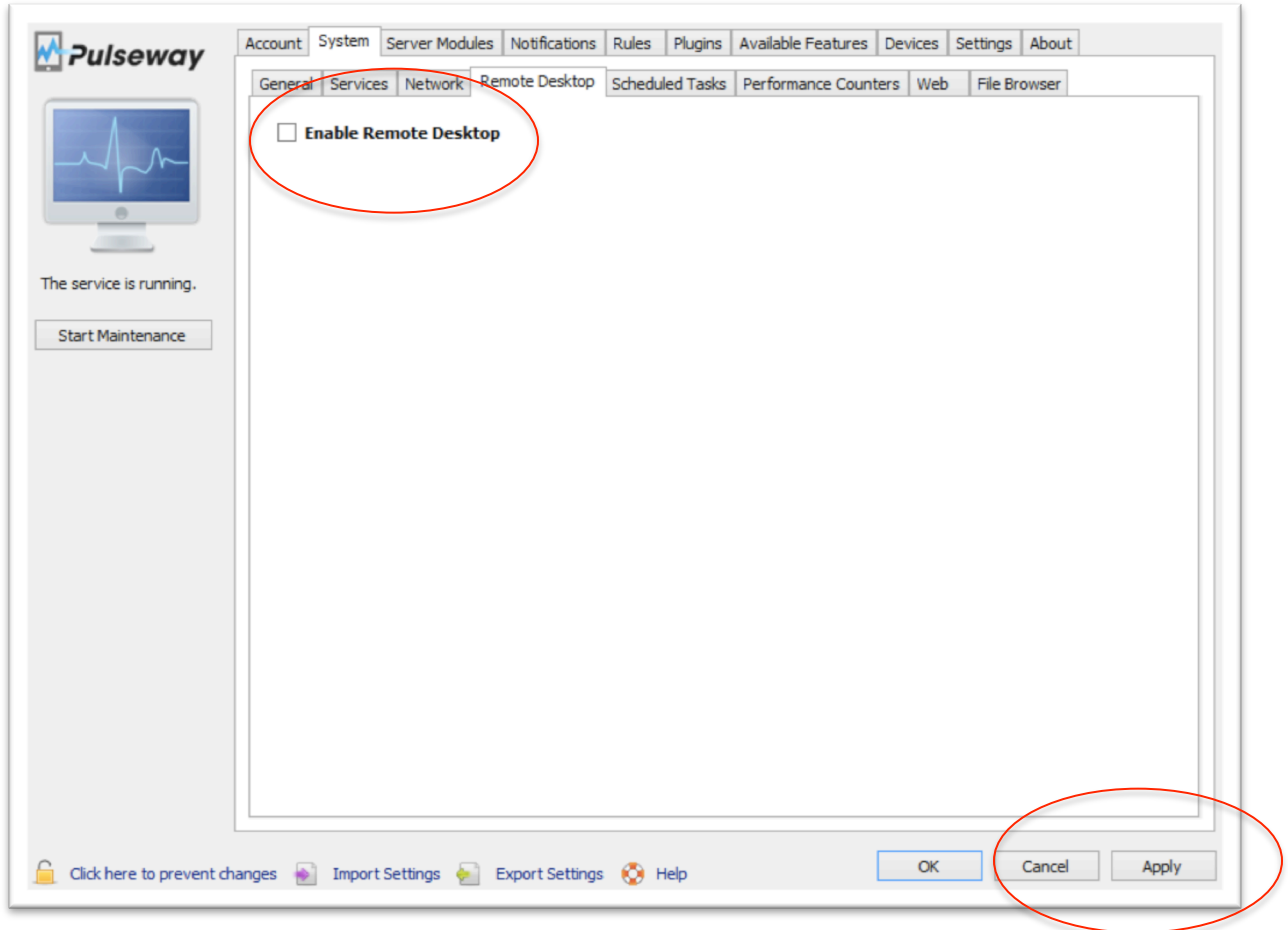 Pulseway
Account System Server Modules Notifications Rules Plugins Available Features Devices Settings About
General Services Network Remote Desktop Scheduled Tasks Performance Counters Web File Browser
Enable Remote Desktop
The service is running.
Start Maintenance
Click here to prevent changes Import Settings Export Settings Help OK Cancel Apply